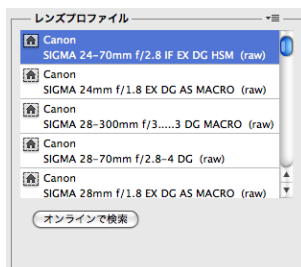 レンズプロファイル
Canon
SIGMA 24-70mm f/2.8 IF EX DG HSM (raw)
Canon
SIGMA 24mm f/1.8 EX DG AS MACRO (raw)
Canon
SIGMA 28-300mm f/3.....3 DG MACRO (raw)
Canon
SIGMA 28-70mm f/2.8-4 DG (raw)
Canon
SIGMA 28mm f/1.8 EX DG AS MACRO (raw)
オンラインで検索